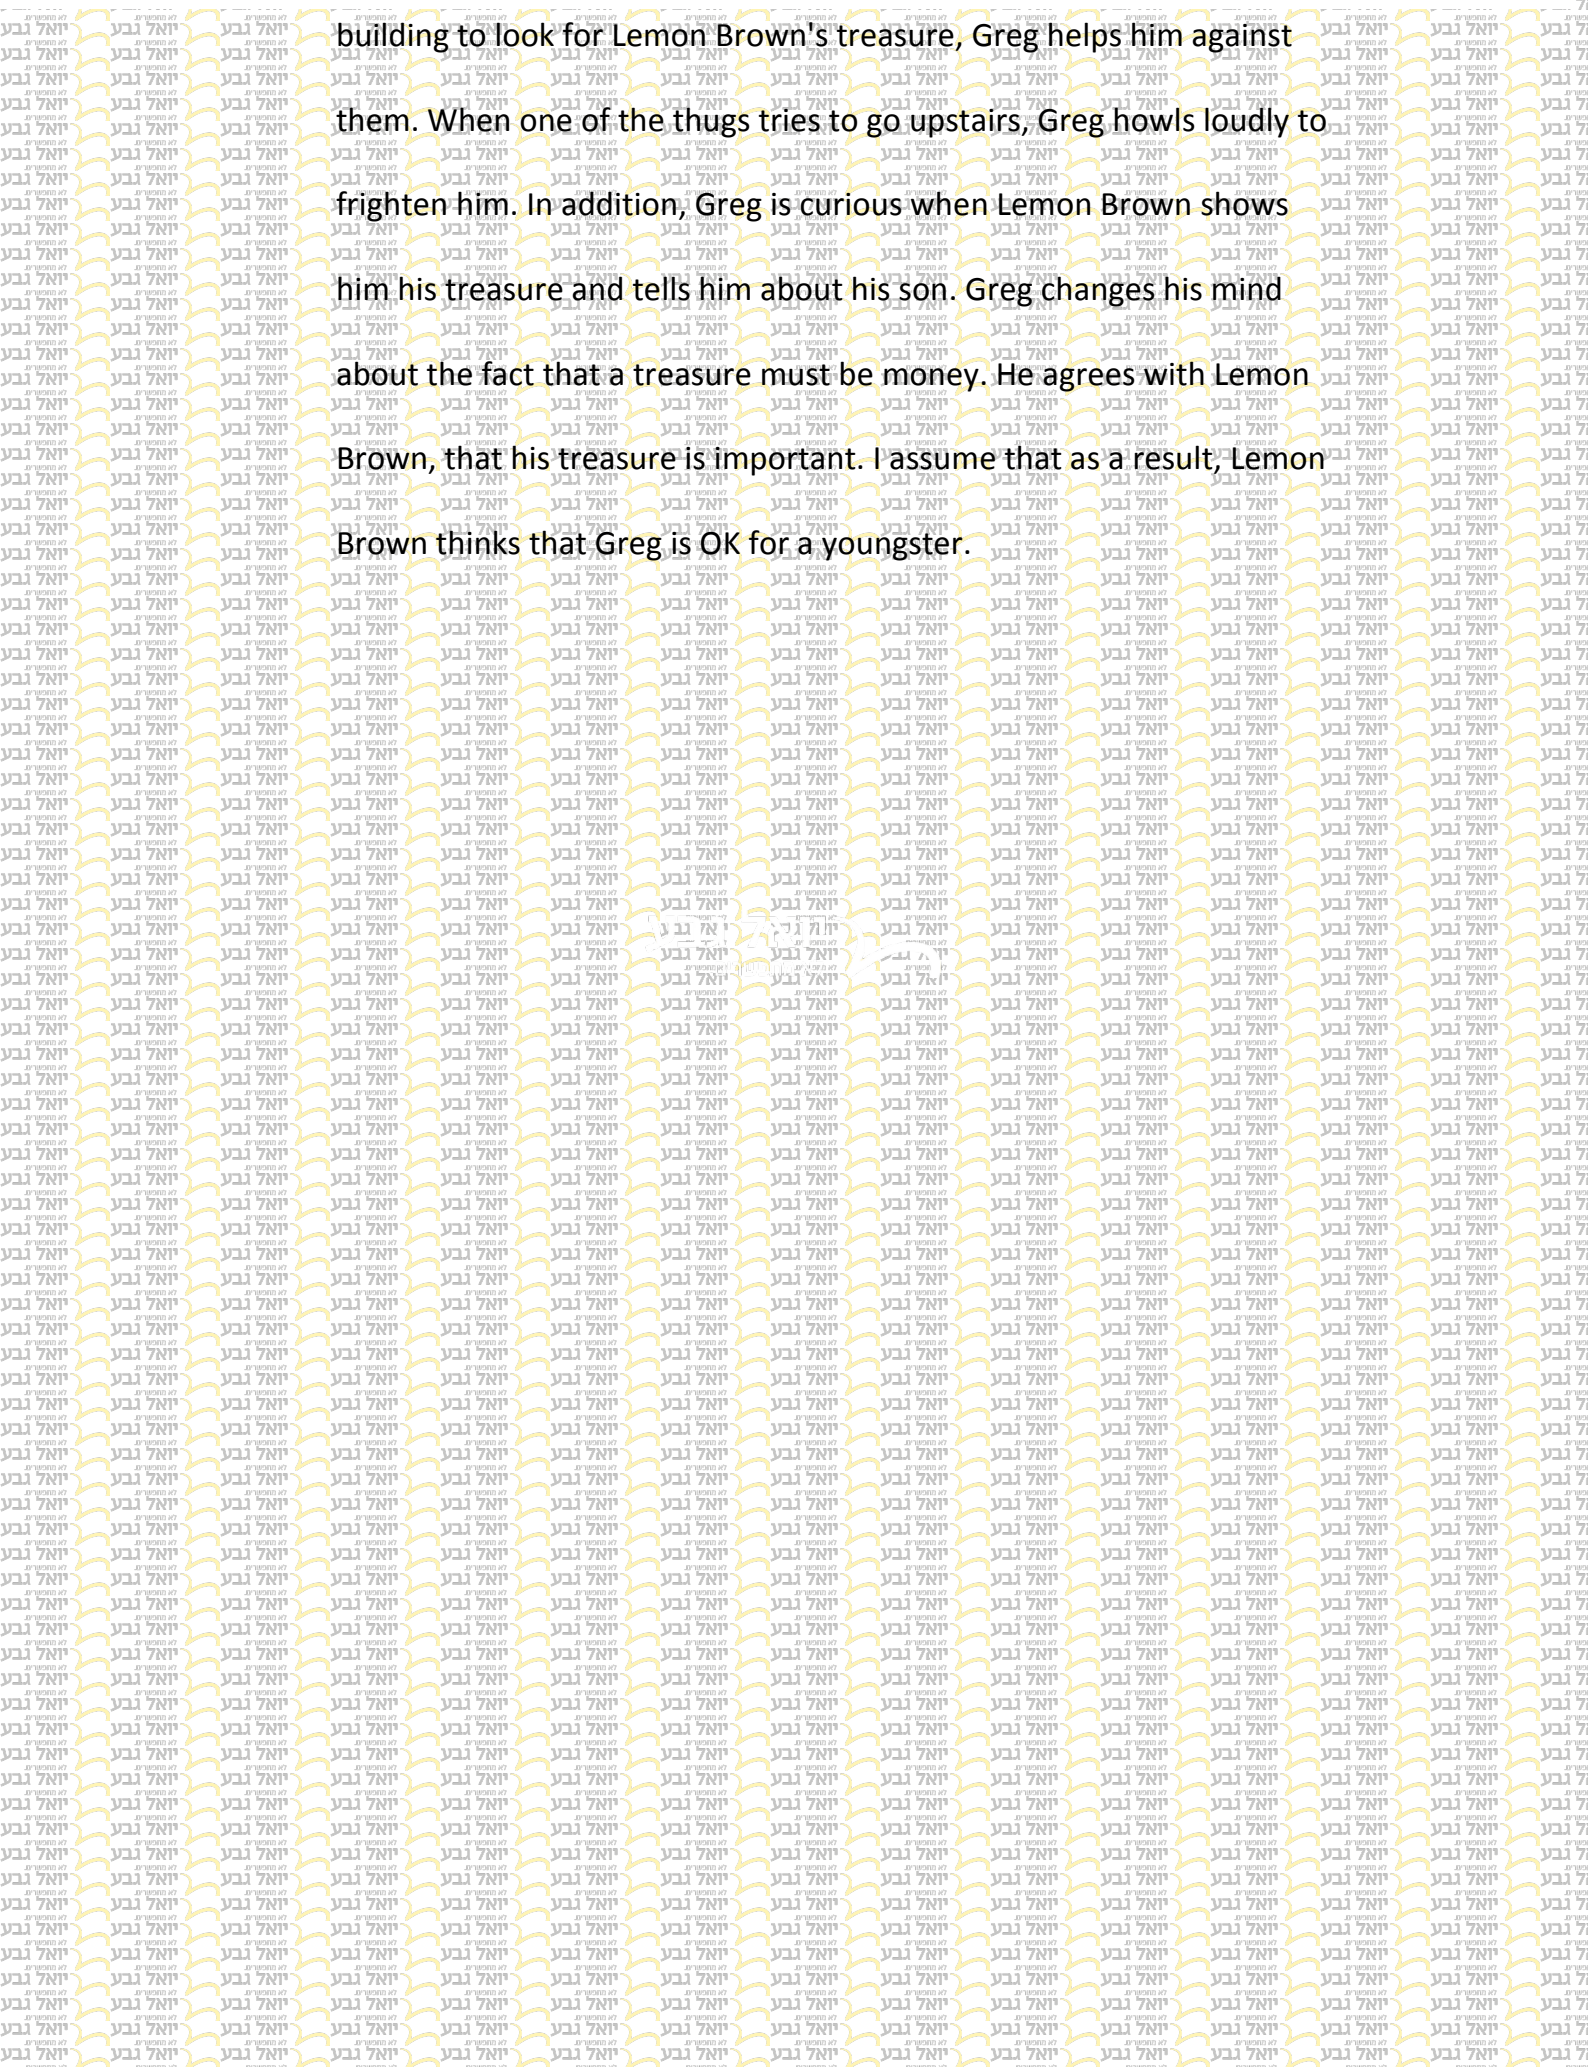 building to look for Lemon Brown's treasure, Greg helps him against
them. When one of the thugs tries to go upstairs, Greg howls loudly to
frighten him. In addition, Greg is curious when Lemon Brown shows
him his treasure and tells him about his son. Greg changes his mind
about the fact that a treasure must be money. He agrees with Lemon
Brown, that his treasure is important. I assume that as a result, Lemon
Brown thinks that Greg is OK for a youngster.
יואל גבע
לא מתפשרים